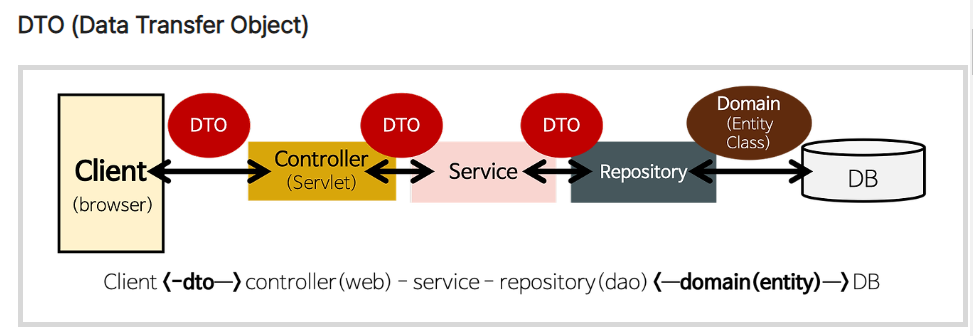 DTO (Data Transfer Object)
DTO
DTO
DTO
Domain
(Entity
Class)
Client
(browser)
Controller
(Servlet)
Service
Repository
DB
Client <-dto—> controller(web) - service - repository(dao) <—domain(entity)—> DB